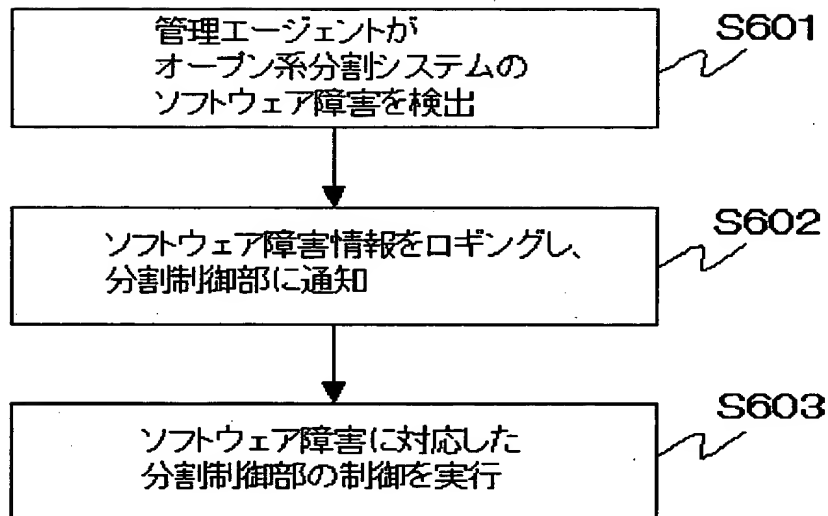 管理エージェントが
オープン系分割システムの
ソフトウェア障害を検出
S601
ソフトウェア障害情報をロギングし、
分割制御部に通知
S602
ソフトウェア障害に対応した
分割制御部の制御を実行
S603